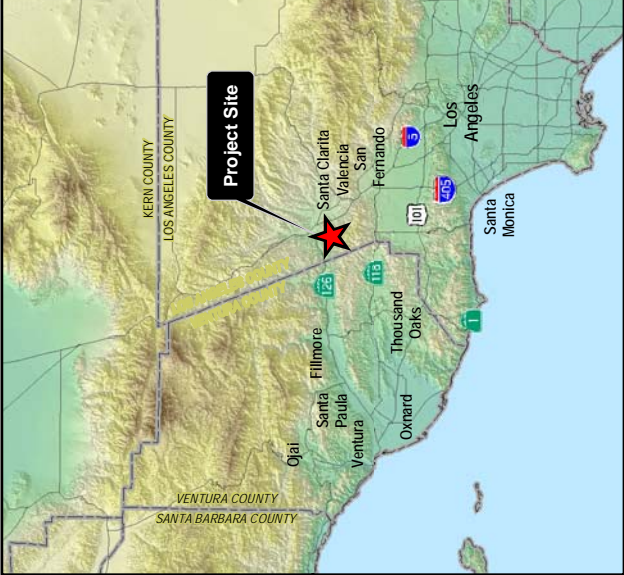 KERN COUNTY
LOS ANGELES COUNTY
Project Site
Santa Clarita
Valencia
San
Fernando
5
Los
Angeles
405
101
Santa
Monica
126
118
Thousand
Oaks
1
Fillmore
Santa
Paula
Ventura
Oxnard
Ojai
VENTURA COUNTY
SANTA BARBARA COUNTY